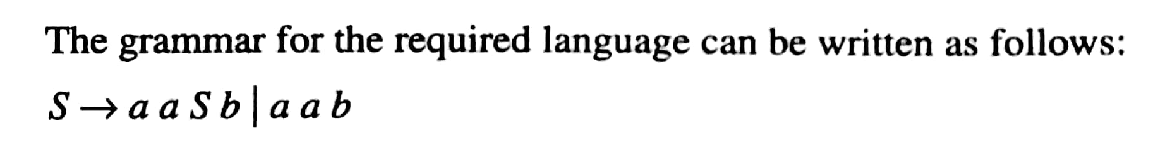 The grammar for the required language can be written as follows:
S → a a S b | a a b